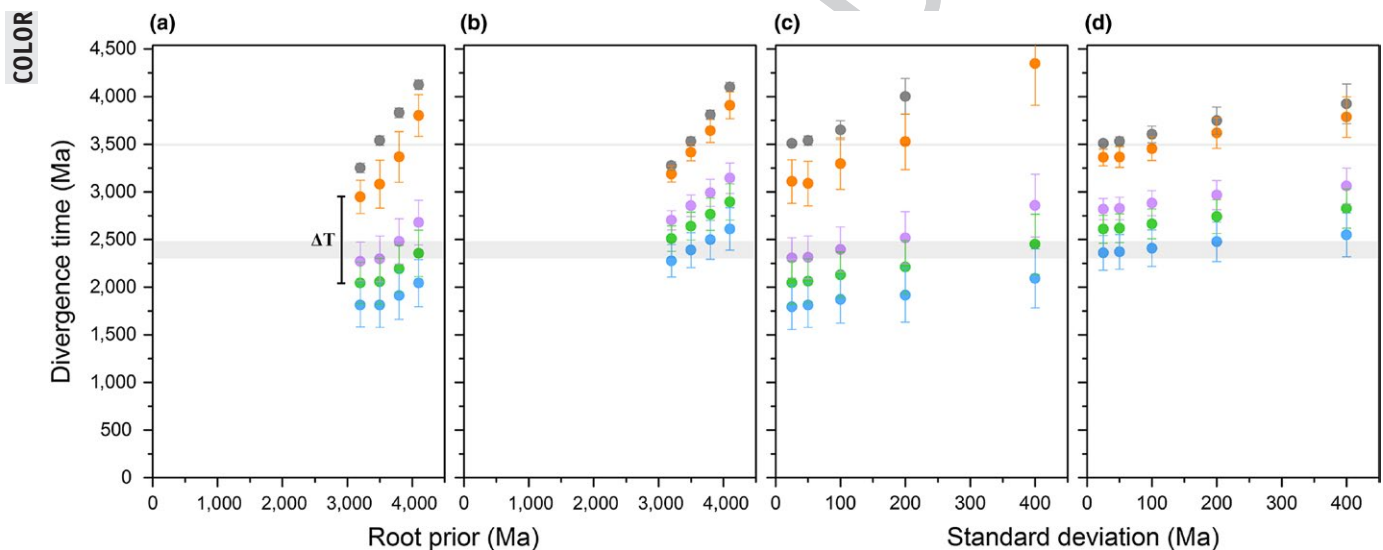 COLOR
(a) (b) (c) (d)
4,500
4,000
3,500
3,000
2,500
2,000
1,500
1,000
500
0
Divergence time (Ma)
ΔT
0 1,000 2,000 3,000 4,000 0 1,000 2,000 3,000 4,000 0 100 200 300 400 0 100 200 300 400
Root prior (Ma) Standard deviation (Ma)